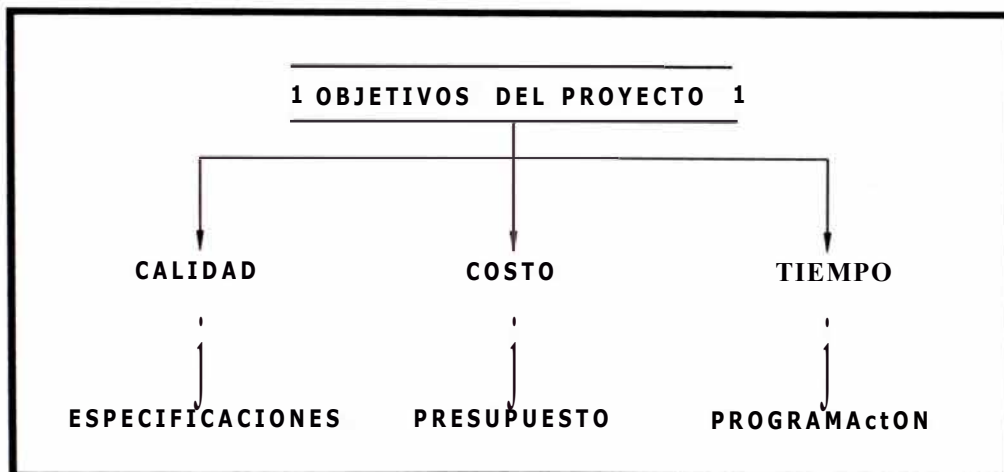 1 OBJETIVOS DEL PROYECTO 1
CALIDAD COSTO TIEMPO
ESPECIFICACIONES PRESUPUESTO PROGRAMActON